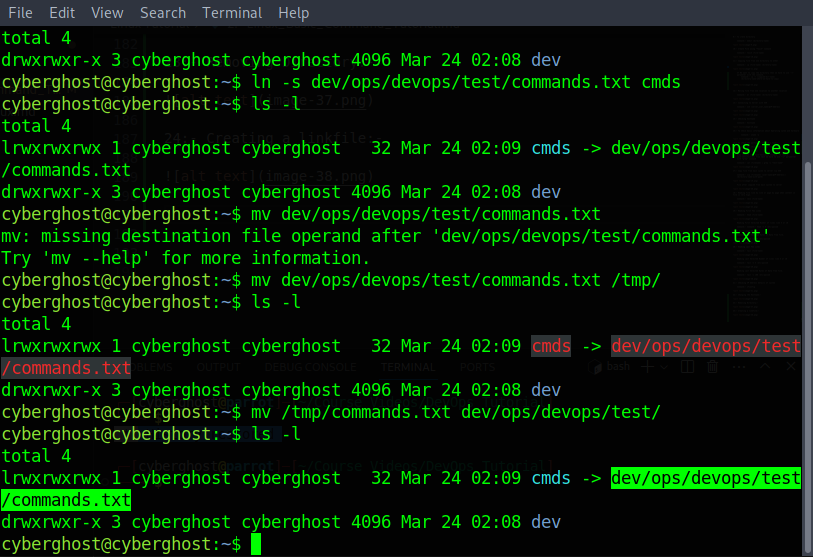 File Edit View Search Terminal Help
total 4
drwxrwxr-x 3 cyberghost cyberghost 4096 Mar 24 02:08 dev
cyberghost@cyberghost:~$ ln -s dev/ops/devops/test/commands.txt cmds
cyberghost@cyberghost:~$ ls -l
total 4
lrwxrwxrwx 1 cyberghost cyberghost   32 Mar 24 02:09 cmds -> dev/ops/devops/test
/commands.txt
drwxrwxr-x 3 cyberghost cyberghost 4096 Mar 24 02:08 dev
cyberghost@cyberghost:~$ mv dev/ops/devops/test/commands.txt
mv: missing destination file operand after 'dev/ops/devops/test/commands.txt'
Try 'mv --help' for more information.
cyberghost@cyberghost:~$ mv dev/ops/devops/test/commands.txt /tmp/
cyberghost@cyberghost:~$ ls -l
total 4
lrwxrwxrwx 1 cyberghost cyberghost   32 Mar 24 02:09 cmds -> dev/ops/devops/test
/commands.txt
drwxrwxr-x 3 cyberghost cyberghost 4096 Mar 24 02:08 dev
cyberghost@cyberghost:~$ mv /tmp/commands.txt dev/ops/devops/test/
cyberghost@cyberghost:~$ ls -l
total 4
lrwxrwxrwx 1 cyberghost cyberghost   32 Mar 24 02:09 cmds -> dev/ops/devops/test
/commands.txt
drwxrwxr-x 3 cyberghost cyberghost 4096 Mar 24 02:08 dev
cyberghost@cyberghost:~$